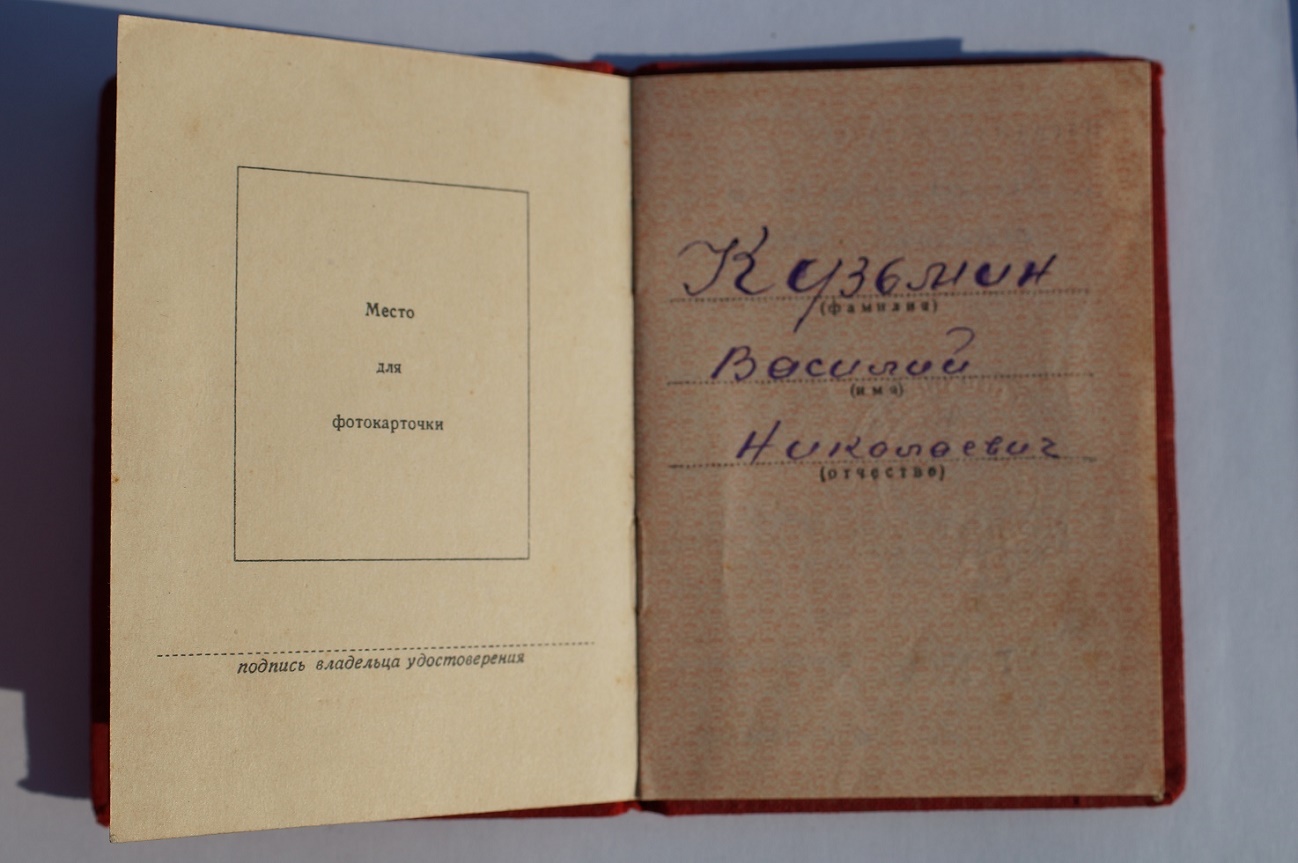 Место
для
фотокарточки
подпись владельца удостоверения
Кузьмин
(фамилия)
Василий
(имя)
Николаевич
(отчество)